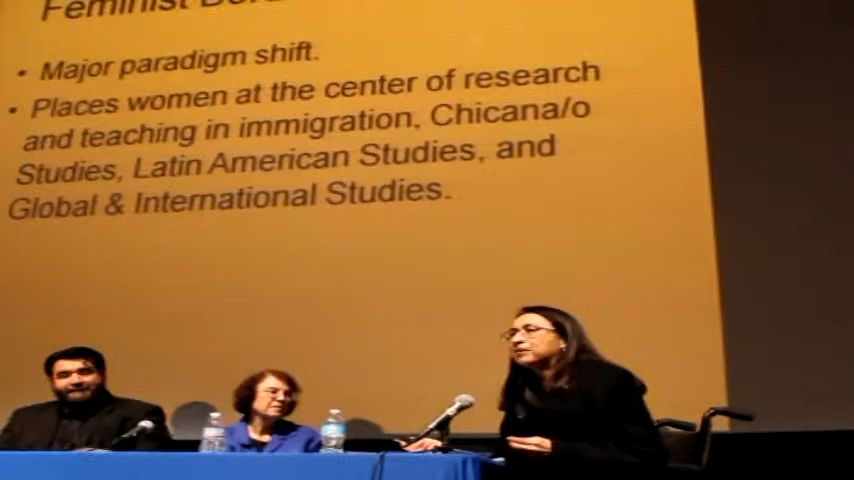 Feminist
• Major paradigm shift.
• Places women at the center of research
and teaching in immigration, Chicana/o
Studies, Latin American Studies, and
Global & International Studies.